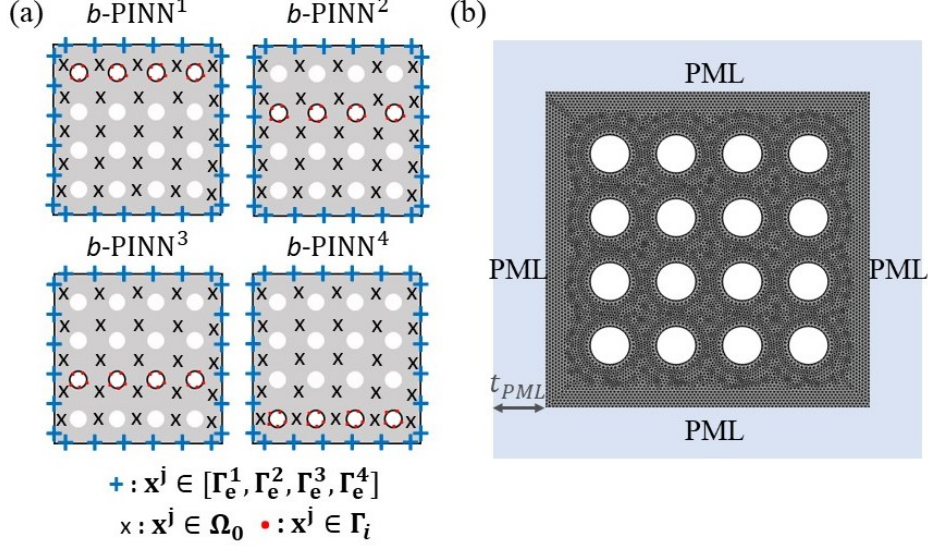 (a)
b-PINN¹
b-PINN²
b-PINN³
b-PINN⁴
+ : xʲ ∈ [Γₑ¹, Γₑ², Γₑ³, Γₑ⁴]
x : xʲ ∈ Ω₀ • : xʲ ∈ Γᵢ
(b)
PML
PML
PML
t_PML
PML